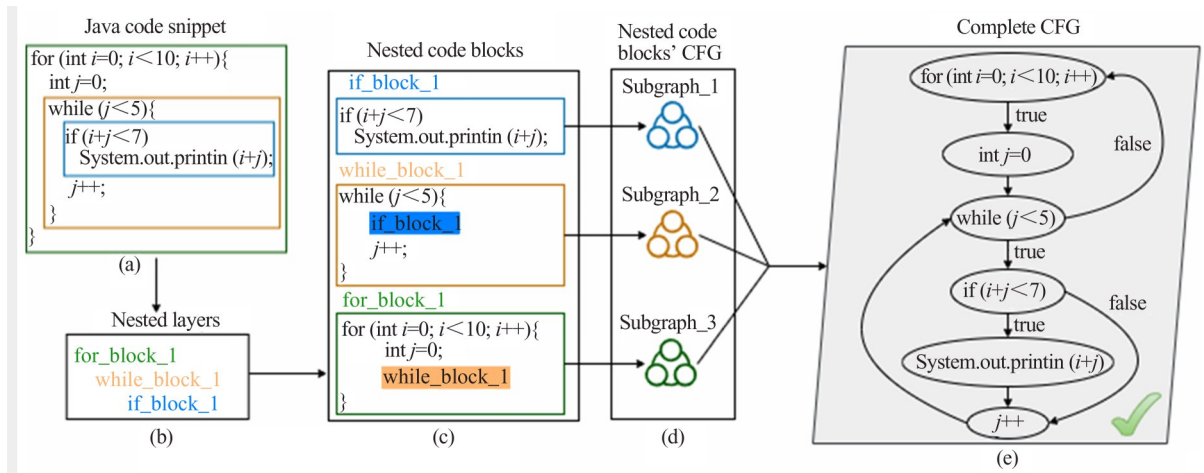 Java code snippet
for (int i=0; i<10; i++){
int j=0;
while (j<5){
if (i+j<7)
System.out.printin (i+j);
j++;
}
}
(a)
Nested layers
for_block_1
while_block_1
if_block_1
(b)
Nested code blocks
if_block_1
if (i+j<7)
System.out.printin (i+j);
while_block_1
while (j<5){
if_block_1
j++;
}
for_block_1
for (int i=0; i<10; i++){
int j=0;
while_block_1
}
(c)
Nested code
blocks' CFG
Subgraph_1
Subgraph_2
Subgraph_3
(d)
Complete CFG
for (int i=0; i<10; i++)
true
false
int j=0
while (j<5)
true
if (i+j<7)
false
true
System.out.printin (i+j)
j++
(e)